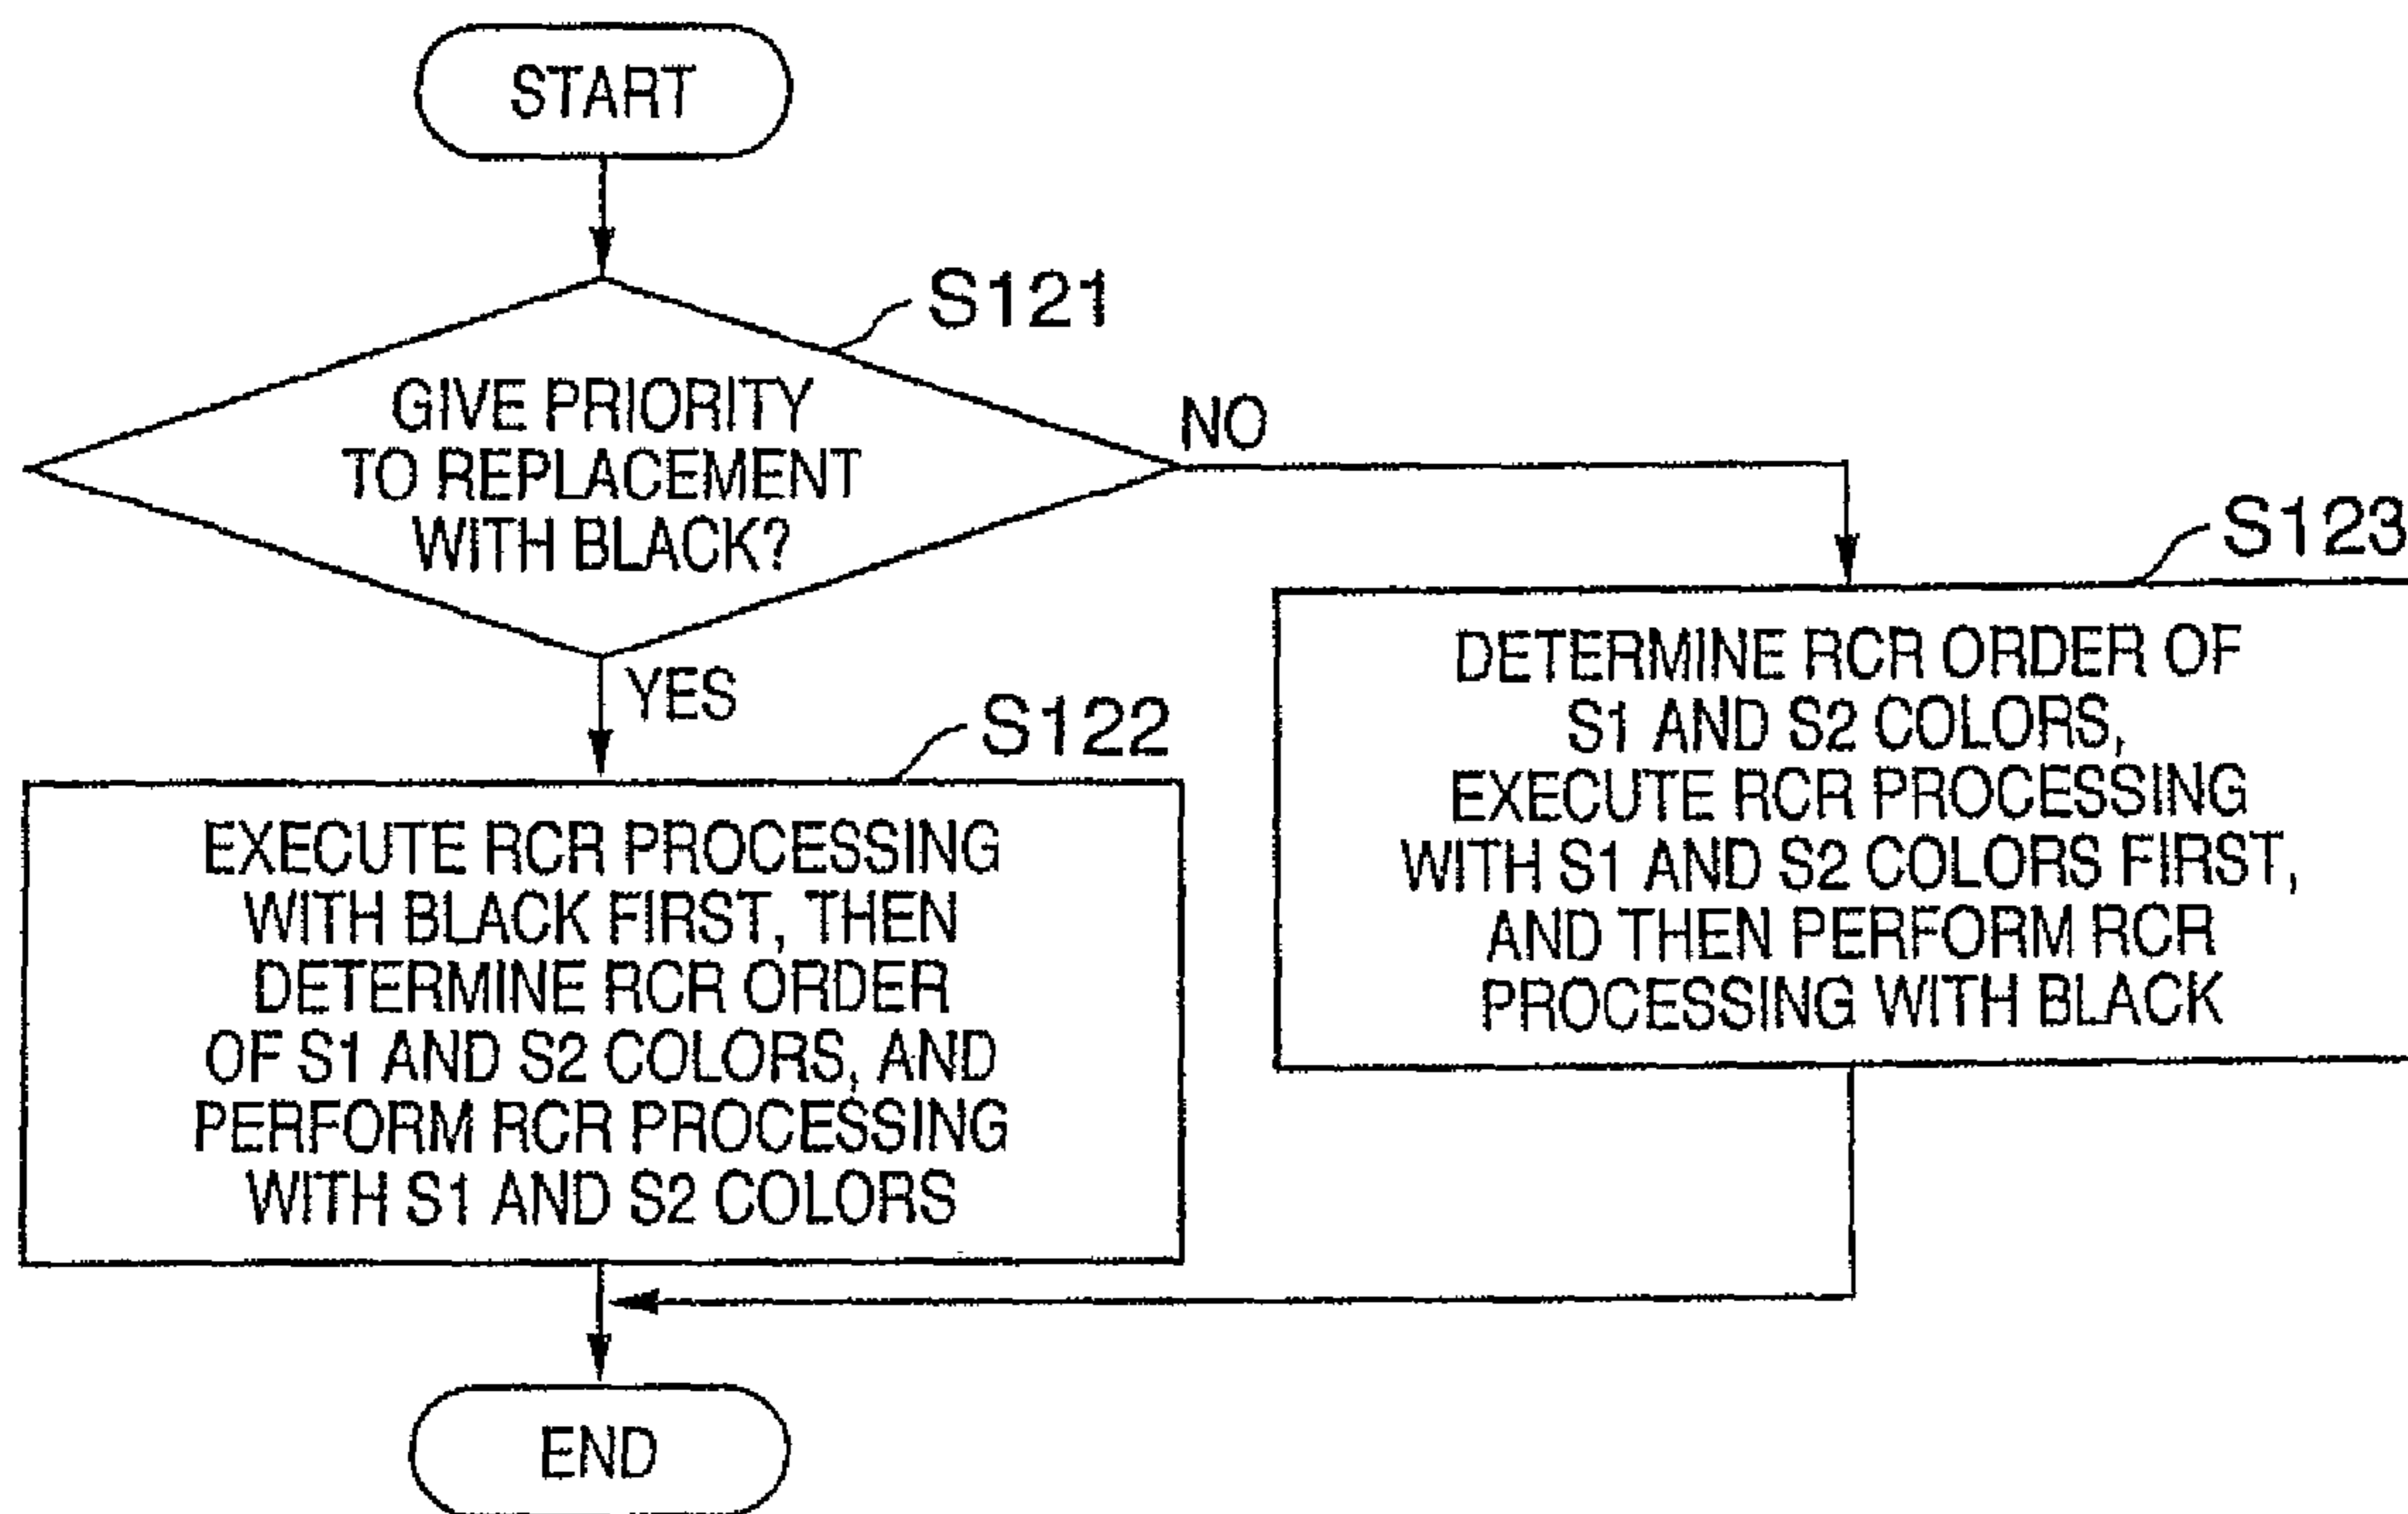 START
S121
GIVE PRIORITY
TO REPLACEMENT
WITH BLACK?
NO
YES
S122
EXECUTE RCR PROCESSING
WITH BLACK FIRST, THEN
DETERMINE RCR ORDER
OF S1 AND S2 COLORS, AND
PERFORM RCR PROCESSING
WITH S1 AND S2 COLORS
S123
DETERMINE RCR ORDER OF
S1 AND S2 COLORS,
EXECUTE RCR PROCESSING
WITH S1 AND S2 COLORS FIRST,
AND THEN PERFORM RCR
PROCESSING WITH BLACK
END